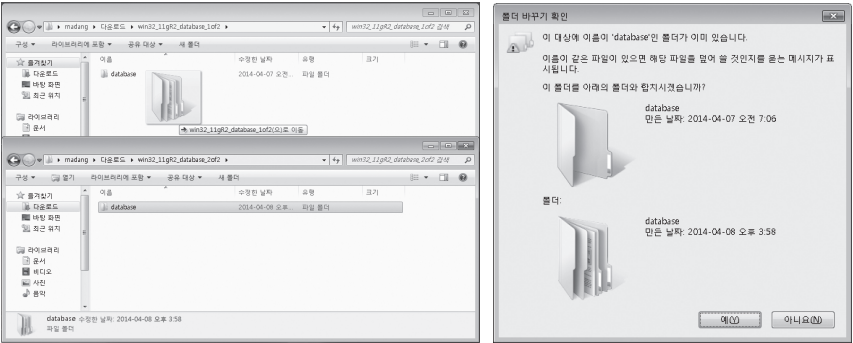 madang ▸ 다운로드 ▸ win32_11gR2_database_1of2 ▸
win32_11gR2_database_1of2 검색
구성 ▼ 라이브러리에 포함 ▼ 공유 대상 ▼ 새 폴더
즐겨찾기
다운로드
바탕 화면
최근 위치
라이브러리
문서
이름 수정한 날짜 유형 크기
database 2014-04-07 오전... 파일 폴더
win32_11gR2_database_1of2(으)로 이동
madang ▸ 다운로드 ▸ win32_11gR2_database_2of2 ▸
win32_11gR2_database_2of2 검색
구성 ▼ 열기 라이브러리에 포함 ▼ 공유 대상 ▼ 새 폴더
즐겨찾기
다운로드
바탕 화면
최근 위치
라이브러리
문서
비디오
사진
음악
이름 수정한 날짜 유형 크기
database 2014-04-08 오후... 파일 폴더
database 수정한 날짜: 2014-04-08 오후 3:58
파일 폴더
폴더 바꾸기 확인
이 대상에 이름이 'database'인 폴더가 이미 있습니다.
이름이 같은 파일이 있으면 해당 파일을 덮어 쓸 것인지를 묻는 메시지가 표
시됩니다.
이 폴더를 아래의 폴더와 합치시겠습니까?
database
만든 날짜: 2014-04-07 오전 7:06
폴더:
database
만든 날짜: 2014-04-08 오후 3:58
예(Y) 아니요(N)